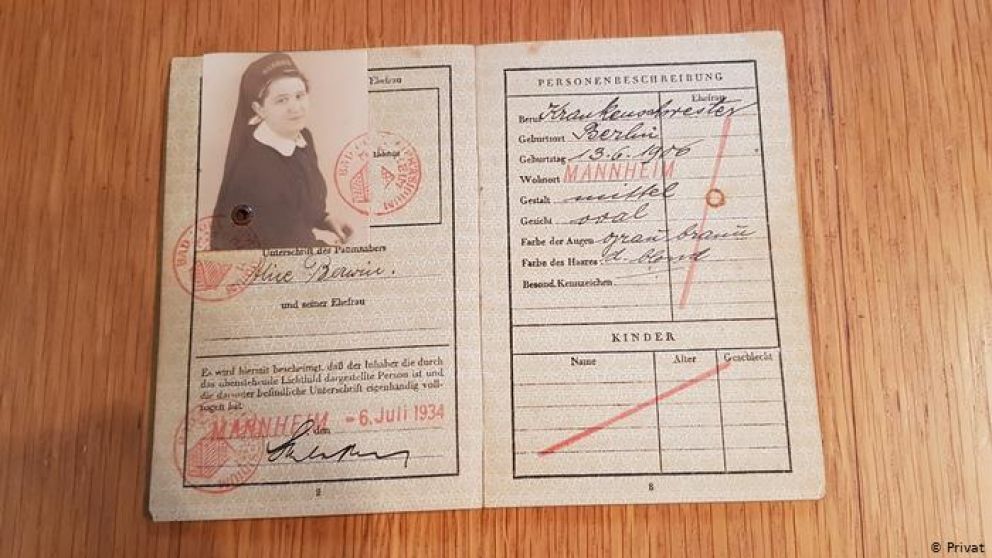 Ehefrau
BAD. POLIZEIPRÄSIDIUM
Unterschrift des Paßinhabers
Alice Berwin.
und seiner Ehefrau
Es wird hiermit bescheinigt, daß der Inhaber die durch
das obenstehende Lichtbild dargestellte Person ist und
die darunter befindliche Unterschrift eigenhändig voll-
zogen hat.
MANNHEIM den - 6. Juli 1934
PERSONENBESCHREIBUNG
Ehefrau
Beruf Krankenschwester
Geburtsort Berlin
Geburtstag 13.6.1906
Wohnort MANNHEIM
Gestalt mittel
Gesicht oval
Farbe der Augen grau braun
Farbe des Haares d. blond
Besond. Kennzeichen
KINDER
Name Alter Geschlecht
8
© Privat